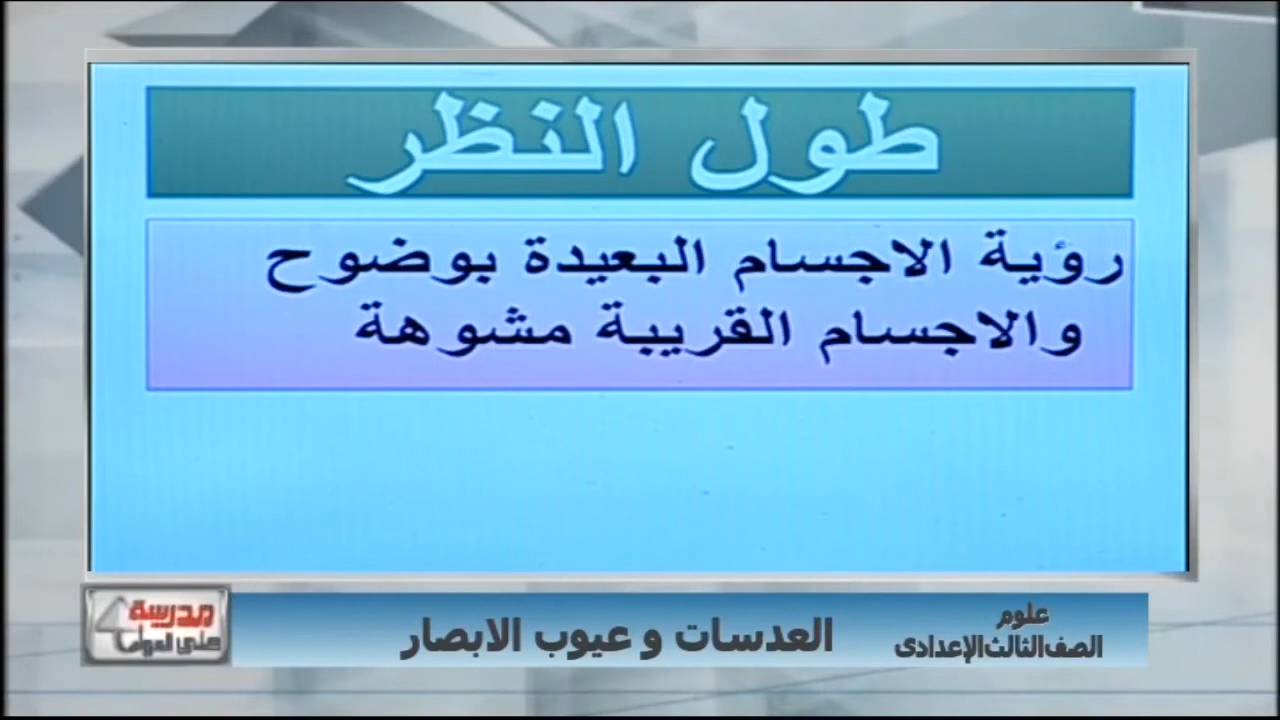 طول النظر
رؤية الاجسام البعيدة بوضوح
والاجسام القريبة مشوهة
علوم
الصف الثالث الإعدادى
العدسات و عيوب الابصار
مدرسة
على الهواء